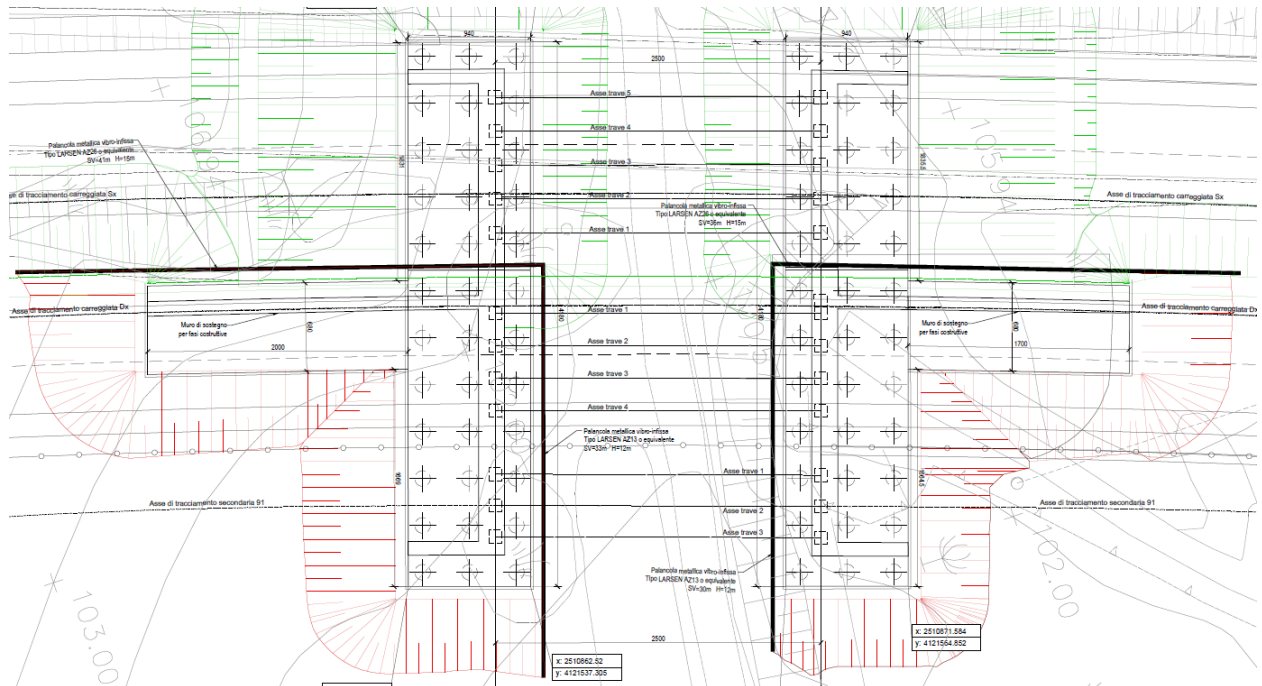 940
940
2500
Asse trave 5
Palancola metallica vibro-infissa
Tipo LARSEN AZ26 o equivalente
SV=41m H=15m
Asse trave 4
Asse trave 3
Asse di tracciamento carreggiata Sx
Asse trave 2
Asse di tracciamento carreggiata Sx
Palancola metallica vibro-infissa
Tipo LARSEN AZ26 o equivalente
SV=36m H=15m
Asse trave 1
Asse di tracciamento carreggiata Dx
Asse trave 1
Asse di tracciamento carreggiata Dx
4180
4180
Muro di sostegno
per fasi costruttive
680
2000
Muro di sostegno
per fasi costruttive
680
1700
Asse trave 2
Asse trave 3
Asse trave 4
Palancola metallica vibro-infissa
Tipo LARSEN AZ13 o equivalente
SV=33m H=12m
Asse trave 1
1669
1664.5
Asse di tracciamento secondaria 91
Asse trave 2
Asse di tracciamento secondaria 91
Asse trave 3
Palancola metallica vibro-infissa
Tipo LARSEN AZ13 o equivalente
SV=30m H=12m
103.00
102.00
2500
x: 2510862.52
y: 4121537.305
x: 2510871.584
y: 4121564.852